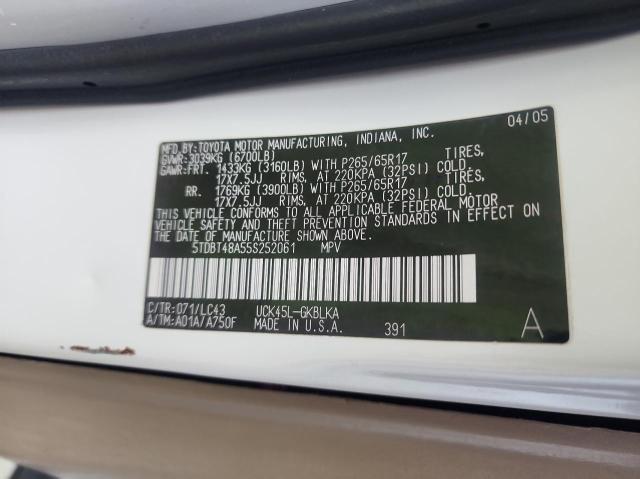 04/05
MFD. BY: TOYOTA MOTOR MANUFACTURING, INDIANA, INC.
GVWR: 3039KG (6700LB)
GAWR: FRT. 1433KG (3160LB) WITH P265/65R17 TIRES,
17X7.5JJ RIMS, AT 220KPA (32PSI) COLD.
RR. 1769KG (3900LB) WITH P265/65R17 TIRES,
17X7.5JJ RIMS, AT 220KPA (32PSI) COLD.
THIS VEHICLE CONFORMS TO ALL APPLICABLE FEDERAL MOTOR
VEHICLE SAFETY AND THEFT PREVENTION STANDARDS IN EFFECT ON
THE DATE OF MANUFACTURE SHOWN ABOVE.
5TDBT48A55S252061 MPV
C/TR: 071/LC43 UCK45L-GKBLKA
A/TM: A01A/A750F MADE IN U.S.A. 391 A